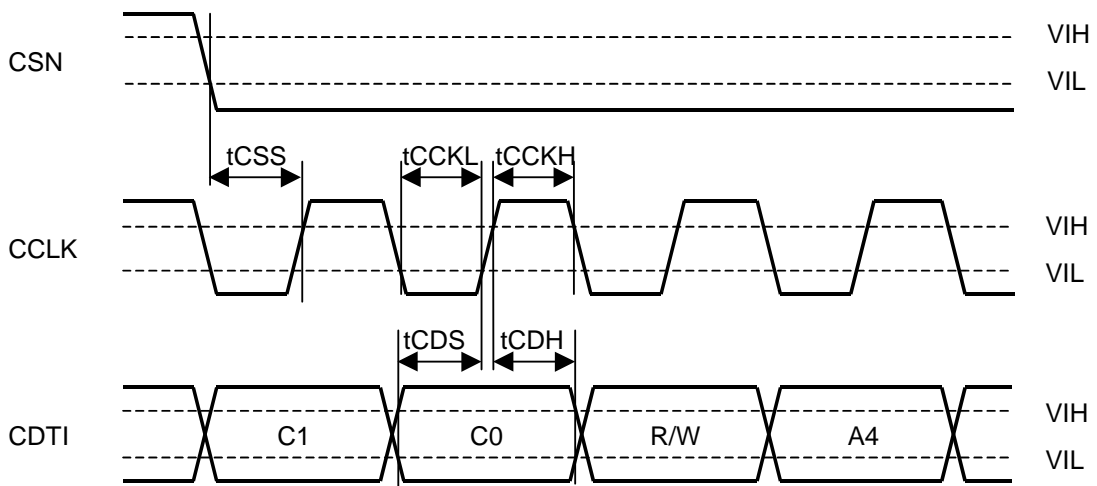 CSN
VIH
VIL
tCSS
tCCKL
tCCKH
CCLK
VIH
VIL
tCDS
tCDH
CDTI
C1
C0
R/W
A4
VIH
VIL